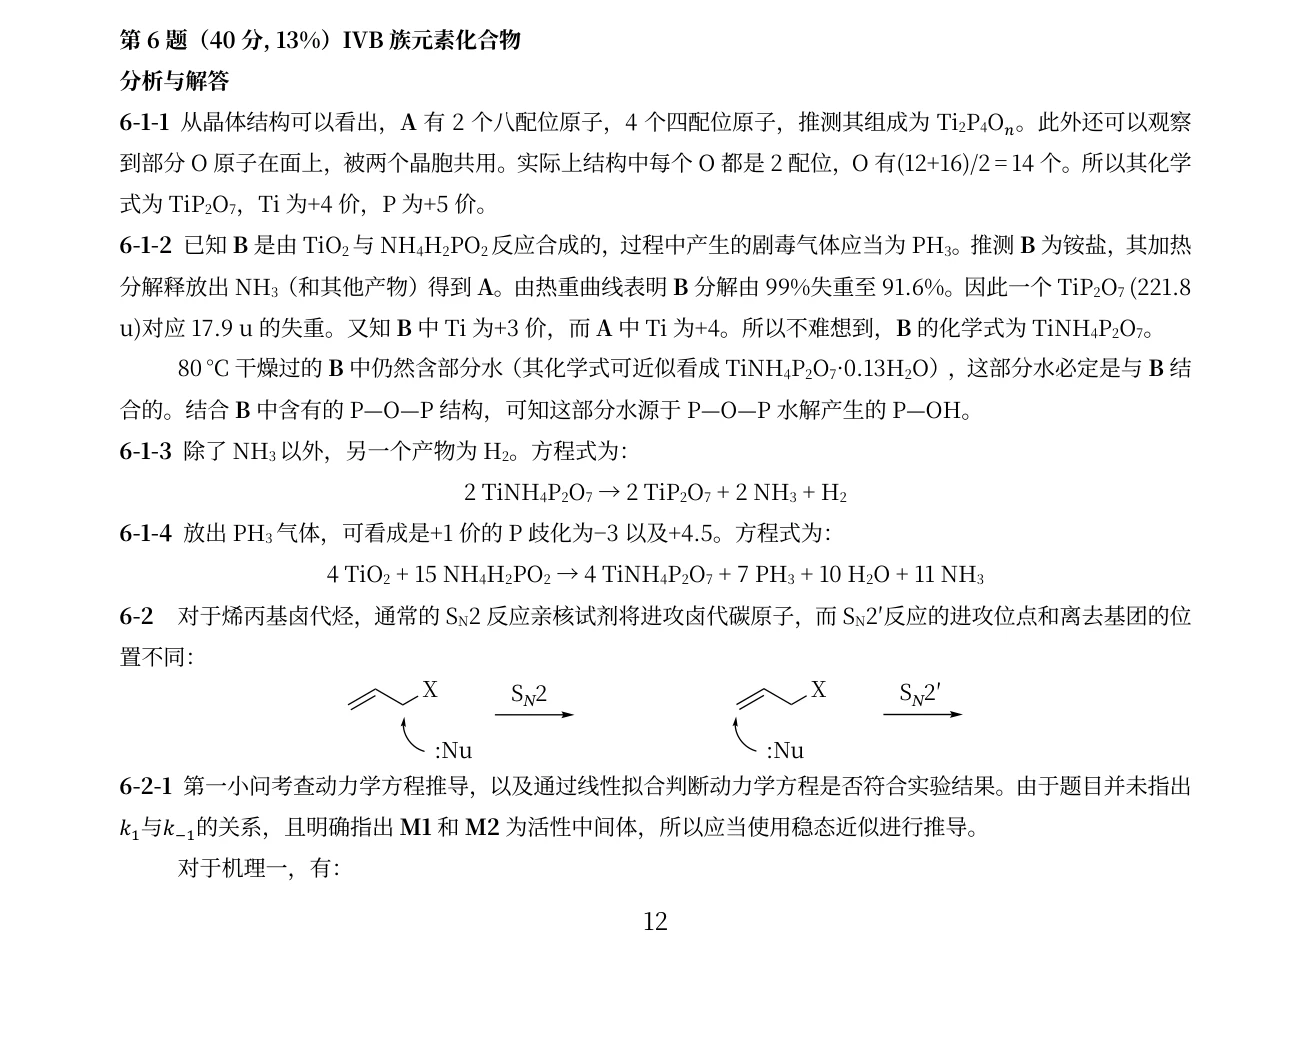 第 6 题（40 分, 13%）IVB 族元素化合物
分析与解答
6-1-1 从晶体结构可以看出，A 有 2 个八配位原子，4 个四配位原子，推测其组成为 Ti₂P₄Oₙ。此外还可以观察
到部分 O 原子在面上，被两个晶胞共用。实际上结构中每个 O 都是 2 配位，O 有(12+16)/2 = 14 个。所以其化学
式为 TiP₂O₇，Ti 为+4 价，P 为+5 价。
6-1-2 已知 B 是由 TiO₂ 与 NH₄H₂PO₂ 反应合成的，过程中产生的剧毒气体应当为 PH₃。推测 B 为铵盐，其加热
分解释放出 NH₃（和其他产物）得到 A。由热重曲线表明 B 分解由 99%失重至 91.6%。因此一个 TiP₂O₇ (221.8
u)对应 17.9 u 的失重。又知 B 中 Ti 为+3 价，而 A 中 Ti 为+4。所以不难想到，B 的化学式为 TiNH₄P₂O₇。
80 °C 干燥过的 B 中仍然含部分水（其化学式可近似看成 TiNH₄P₂O₇·0.13H₂O），这部分水必定是与 B 结
合的。结合 B 中含有的 P—O—P 结构，可知这部分水源于 P—O—P 水解产生的 P—OH。
6-1-3 除了 NH₃ 以外，另一个产物为 H₂。方程式为：
2 TiNH₄P₂O₇ → 2 TiP₂O₇ + 2 NH₃ + H₂
6-1-4 放出 PH₃ 气体，可看成是+1 价的 P 歧化为−3 以及+4.5。方程式为：
4 TiO₂ + 15 NH₄H₂PO₂ → 4 TiNH₄P₂O₇ + 7 PH₃ + 10 H₂O + 11 NH₃
6-2 对于烯丙基卤代烃，通常的 Sₙ2 反应亲核试剂将进攻卤代碳原子，而 Sₙ2′反应的进攻位点和离去基团的位
置不同：
X S_N2 X S_N2′
:Nu :Nu
6-2-1 第一小问考查动力学方程推导，以及通过线性拟合判断动力学方程是否符合实验结果。由于题目并未指出
k₁与k₋₁的关系，且明确指出 M1 和 M2 为活性中间体，所以应当使用稳态近似进行推导。
对于机理一，有：
12